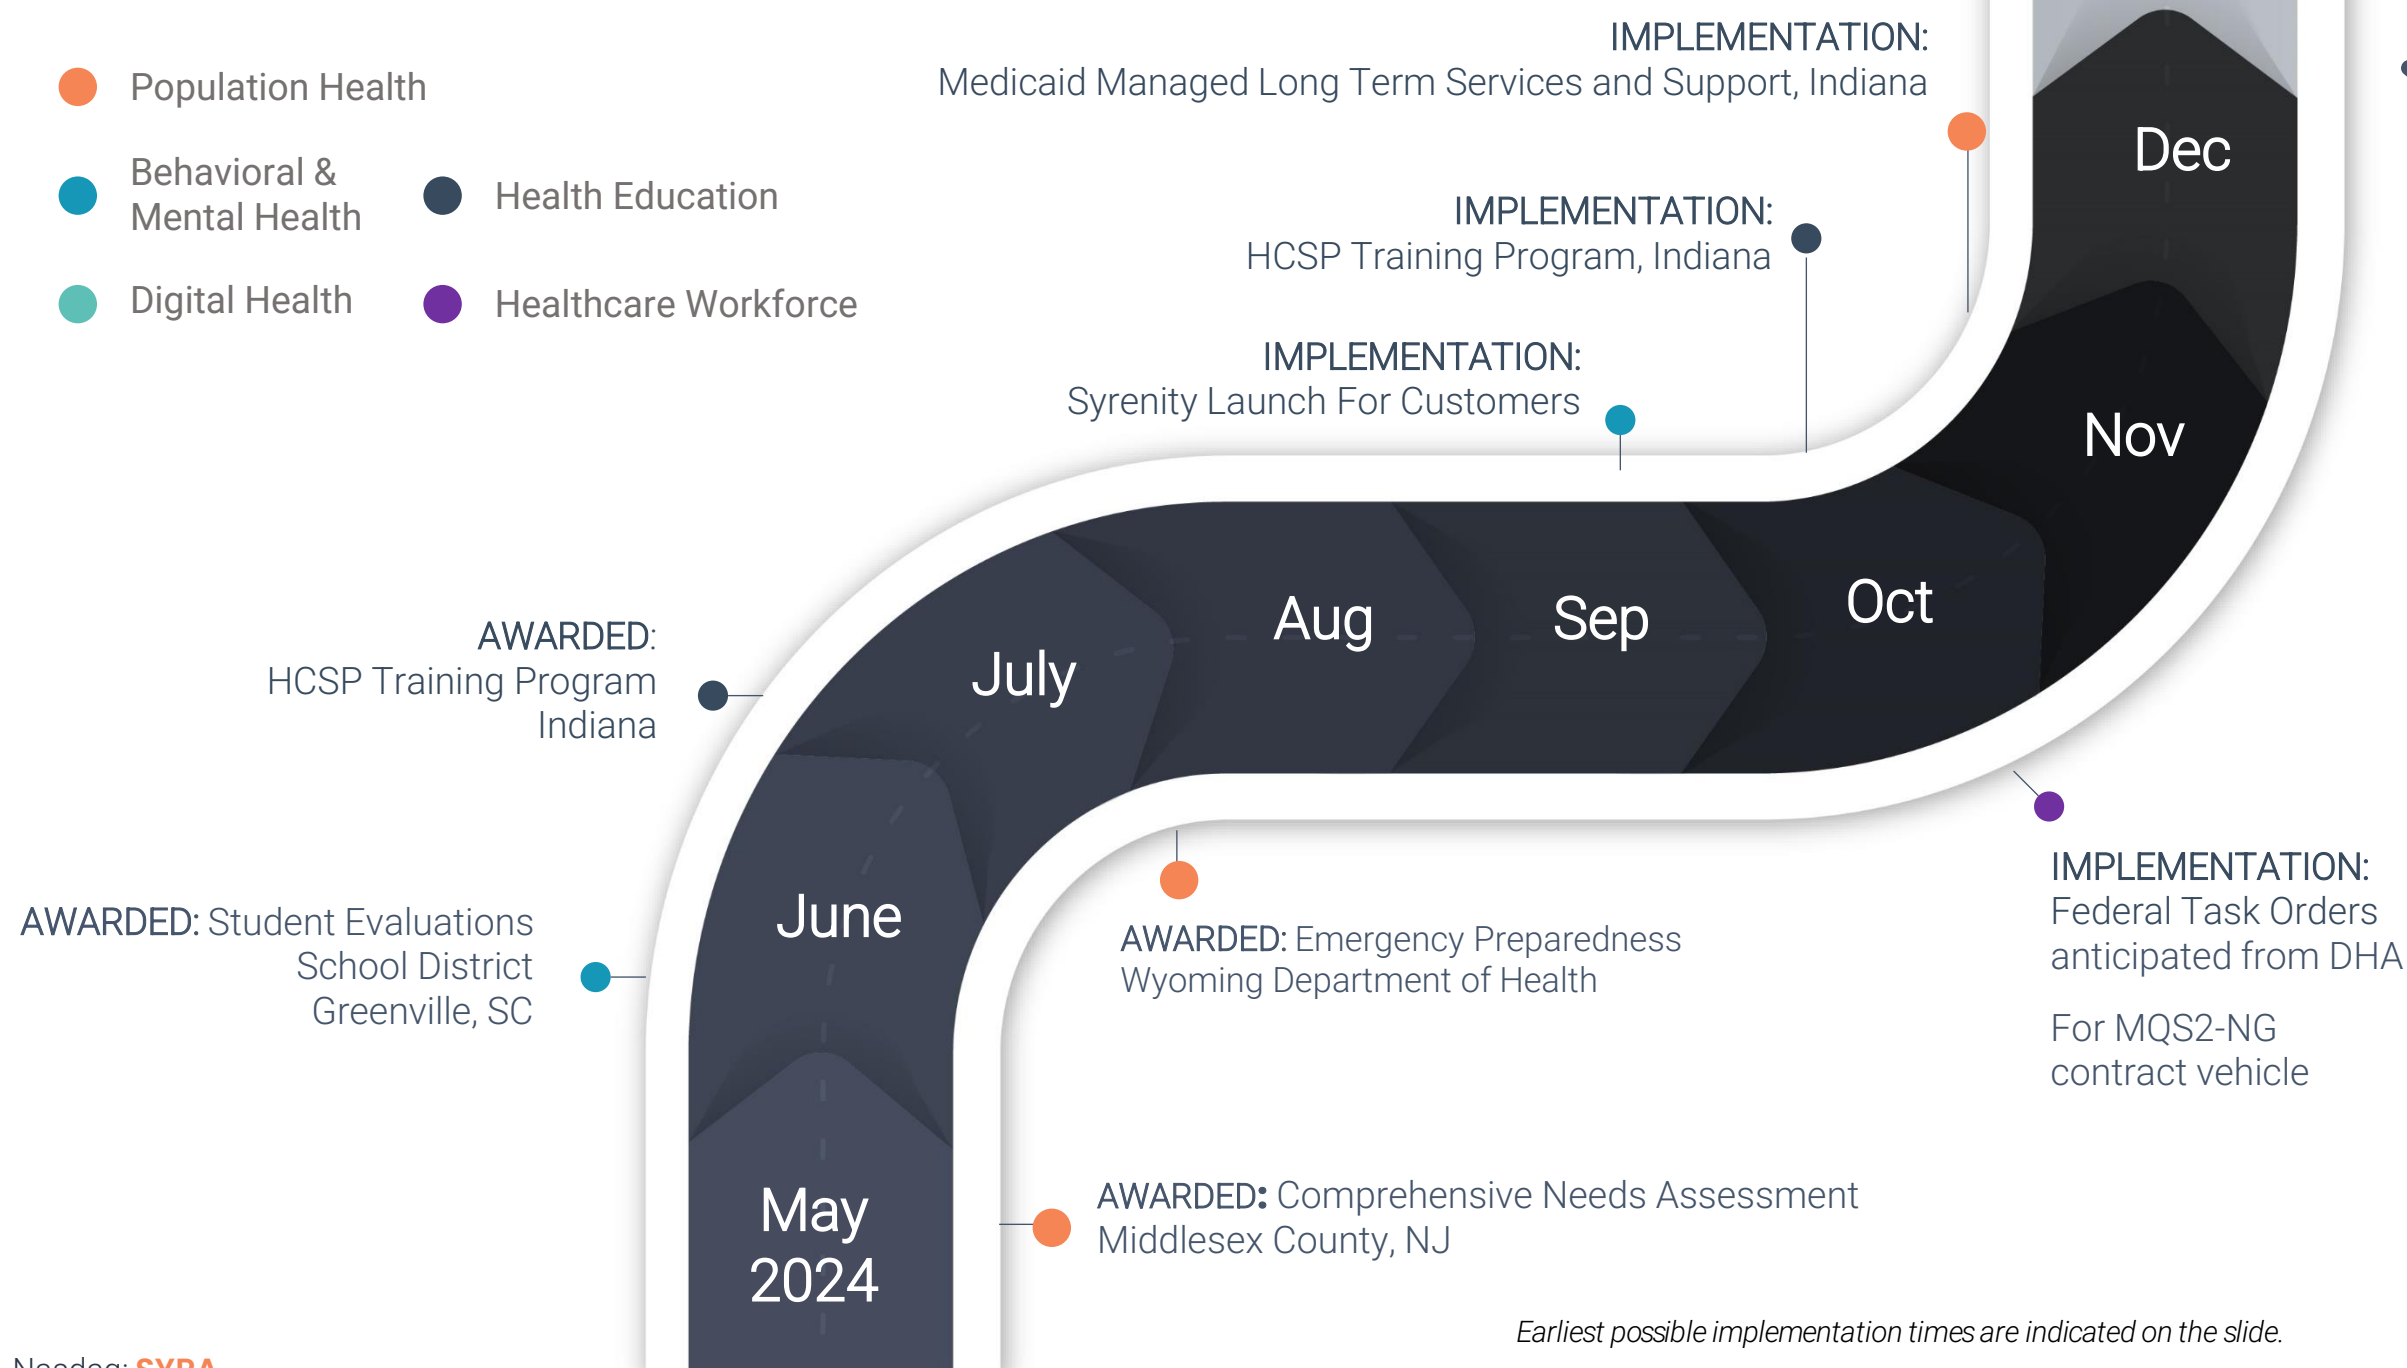 Population Health
Behavioral &
Mental Health
Health Education
Digital Health
Healthcare Workforce
IMPLEMENTATION:
Medicaid Managed Long Term Services and Support, Indiana
IMPLEMENTATION:
HCSP Training Program, Indiana
IMPLEMENTATION:
Syrenity Launch For Customers
Dec
Nov
Oct
Sep
Aug
July
June
May
2024
AWARDED:
HCSP Training Program
Indiana
AWARDED: Student Evaluations
School District
Greenville, SC
AWARDED: Emergency Preparedness
Wyoming Department of Health
IMPLEMENTATION:
Federal Task Orders
anticipated from DHA
For MQS2-NG
contract vehicle
AWARDED: Comprehensive Needs Assessment
Middlesex County, NJ
Earliest possible implementation times are indicated on the slide.
Nasdaq: SYRA